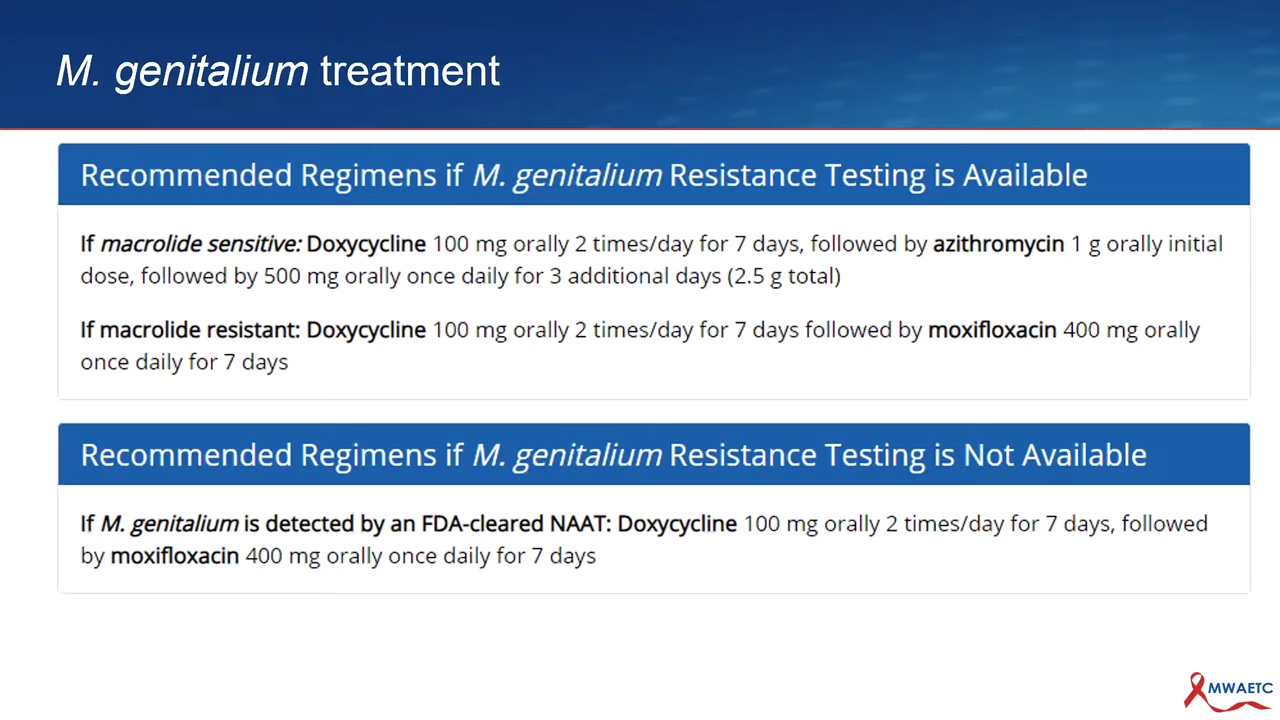 M. genitalium treatment
Recommended Regimens if M. genitalium Resistance Testing is Available
If macrolide sensitive: Doxycycline 100 mg orally 2 times/day for 7 days, followed by azithromycin 1 g orally initial
dose, followed by 500 mg orally once daily for 3 additional days (2.5 g total)
If macrolide resistant: Doxycycline 100 mg orally 2 times/day for 7 days followed by moxifloxacin 400 mg orally
once daily for 7 days
Recommended Regimens if M. genitalium Resistance Testing is Not Available
If M. genitalium is detected by an FDA-cleared NAAT: Doxycycline 100 mg orally 2 times/day for 7 days, followed
by moxifloxacin 400 mg orally once daily for 7 days
MWAETC